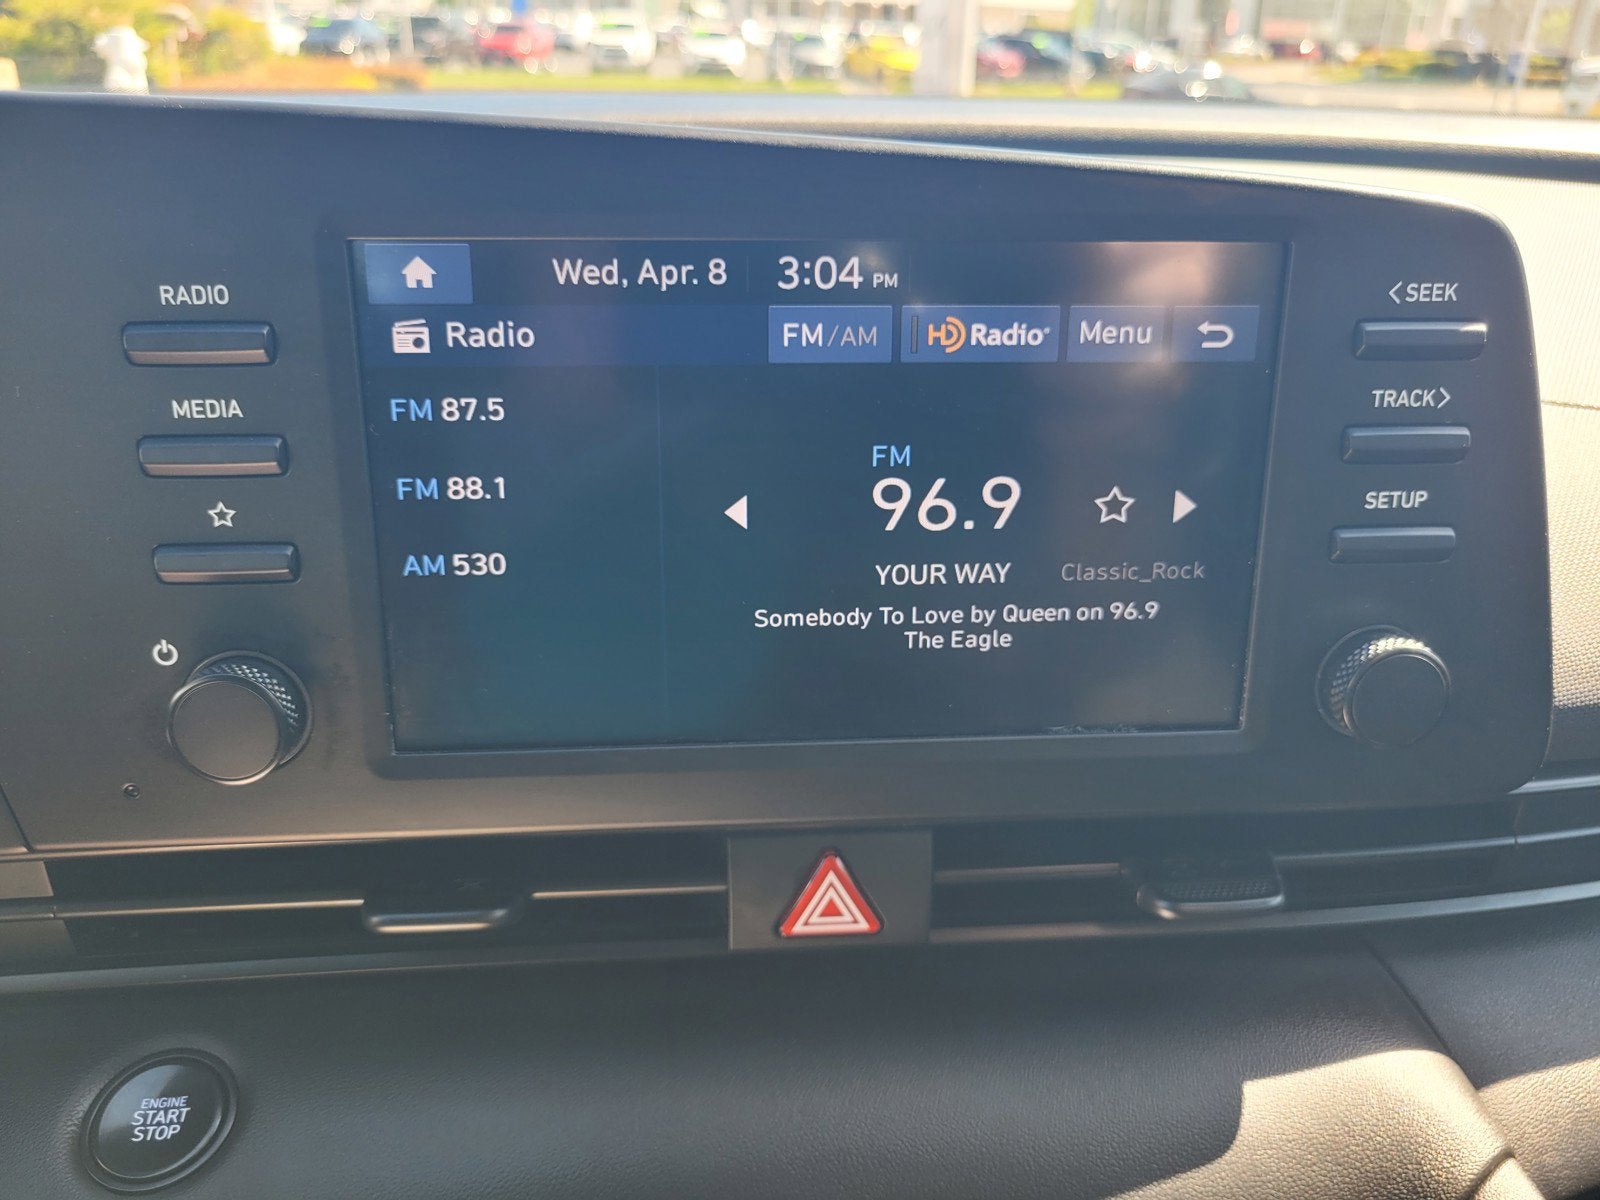 Wed, Apr. 8 3:04 PM
Radio FM/AM HD Radio Menu
FM 87.5
FM 88.1
AM 530
FM
96.9
YOUR WAY Classic_Rock
Somebody To Love by Queen on 96.9
The Eagle
RADIO
MEDIA
<SEEK
TRACK>
SETUP
ENGINE
START
STOP